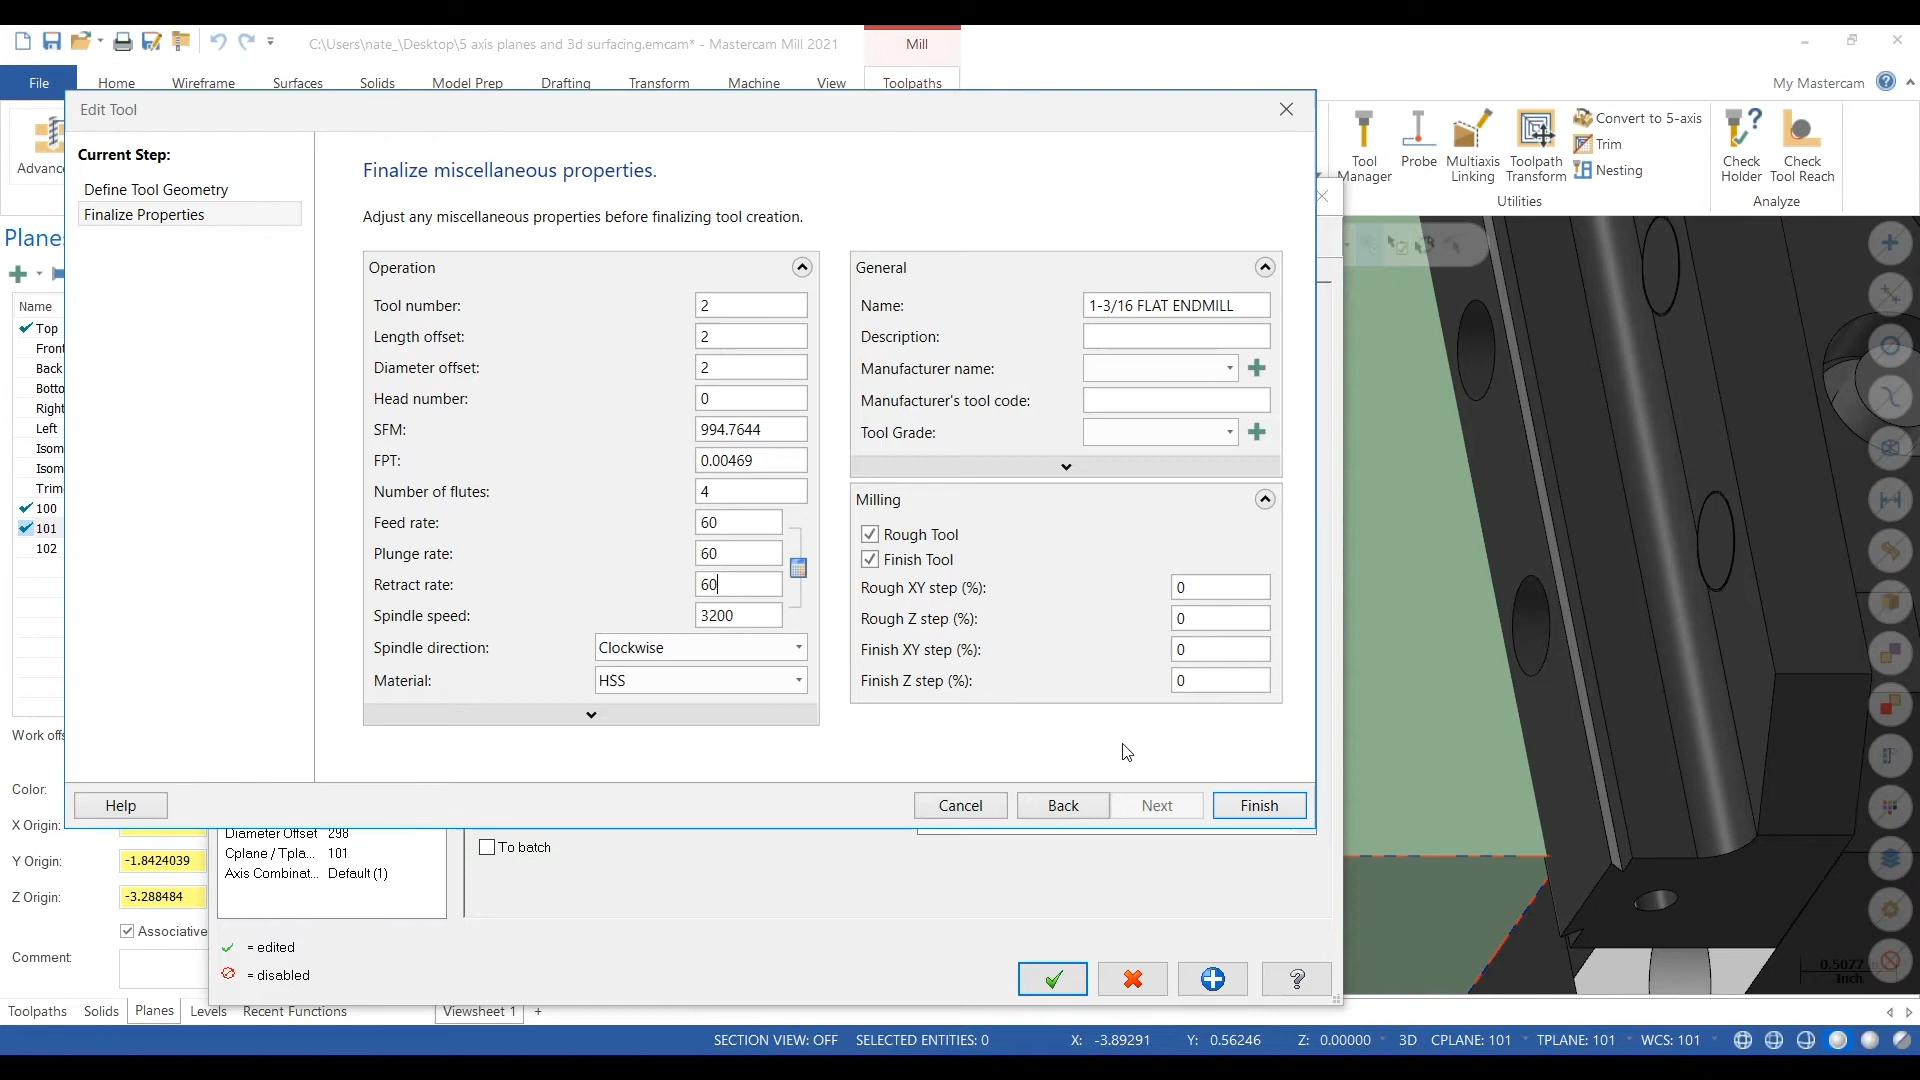 C:\Users\nate_\Desktop\5 axis planes and 3d surfacing.emcam* - Mastercam Mill 2021
Mill
File
Home
Wireframe
Surfaces
Solids
Model Prep
Drafting
Transform
Machine
View
Toolpaths
My Mastercam
Edit Tool
Current Step:
Define Tool Geometry
Finalize Properties
Finalize miscellaneous properties.
Adjust any miscellaneous properties before finalizing tool creation.
Operation
Tool number: 2
Length offset: 2
Diameter offset: 2
Head number: 0
SFM: 994.7644
FPT: 0.00469
Number of flutes: 4
Feed rate: 60
Plunge rate: 60
Retract rate: 60
Spindle speed: 3200
Spindle direction: Clockwise
Material: HSS
General
Name: 1-3/16 FLAT ENDMILL
Description:
Manufacturer name:
Manufacturer's tool code:
Tool Grade:
Milling
Rough Tool
Finish Tool
Rough XY step (%): 0
Rough Z step (%): 0
Finish XY step (%): 0
Finish Z step (%): 0
Help
Cancel
Back
Next
Finish
Tool Manager
Probe
Multiaxis Linking
Toolpath Transform
Convert to 5-axis
Trim
Nesting
Utilities
Check Holder
Check Tool Reach
Analyze
Advanc
Plane
Name
Top
Front
Back
Botto
Right
Left
Isom
Isom
Trim
100
101
102
Work offs
Color:
X Origin:
Y Origin: -1.8424039
Z Origin: -3.288484
Associative
Comment:
Diameter Offset 298
Cplane / Tpla... 101
Axis Combinat... Default (1)
To batch
= edited
= disabled
0.5077
Inch
Toolpaths
Solids
Planes
Levels
Recent Functions
Viewsheet 1
+
SECTION VIEW: OFF
SELECTED ENTITIES: 0
X: -3.89291
Y: 0.56246
Z: 0.00000
3D
CPLANE: 101
TPLANE: 101
WCS: 101